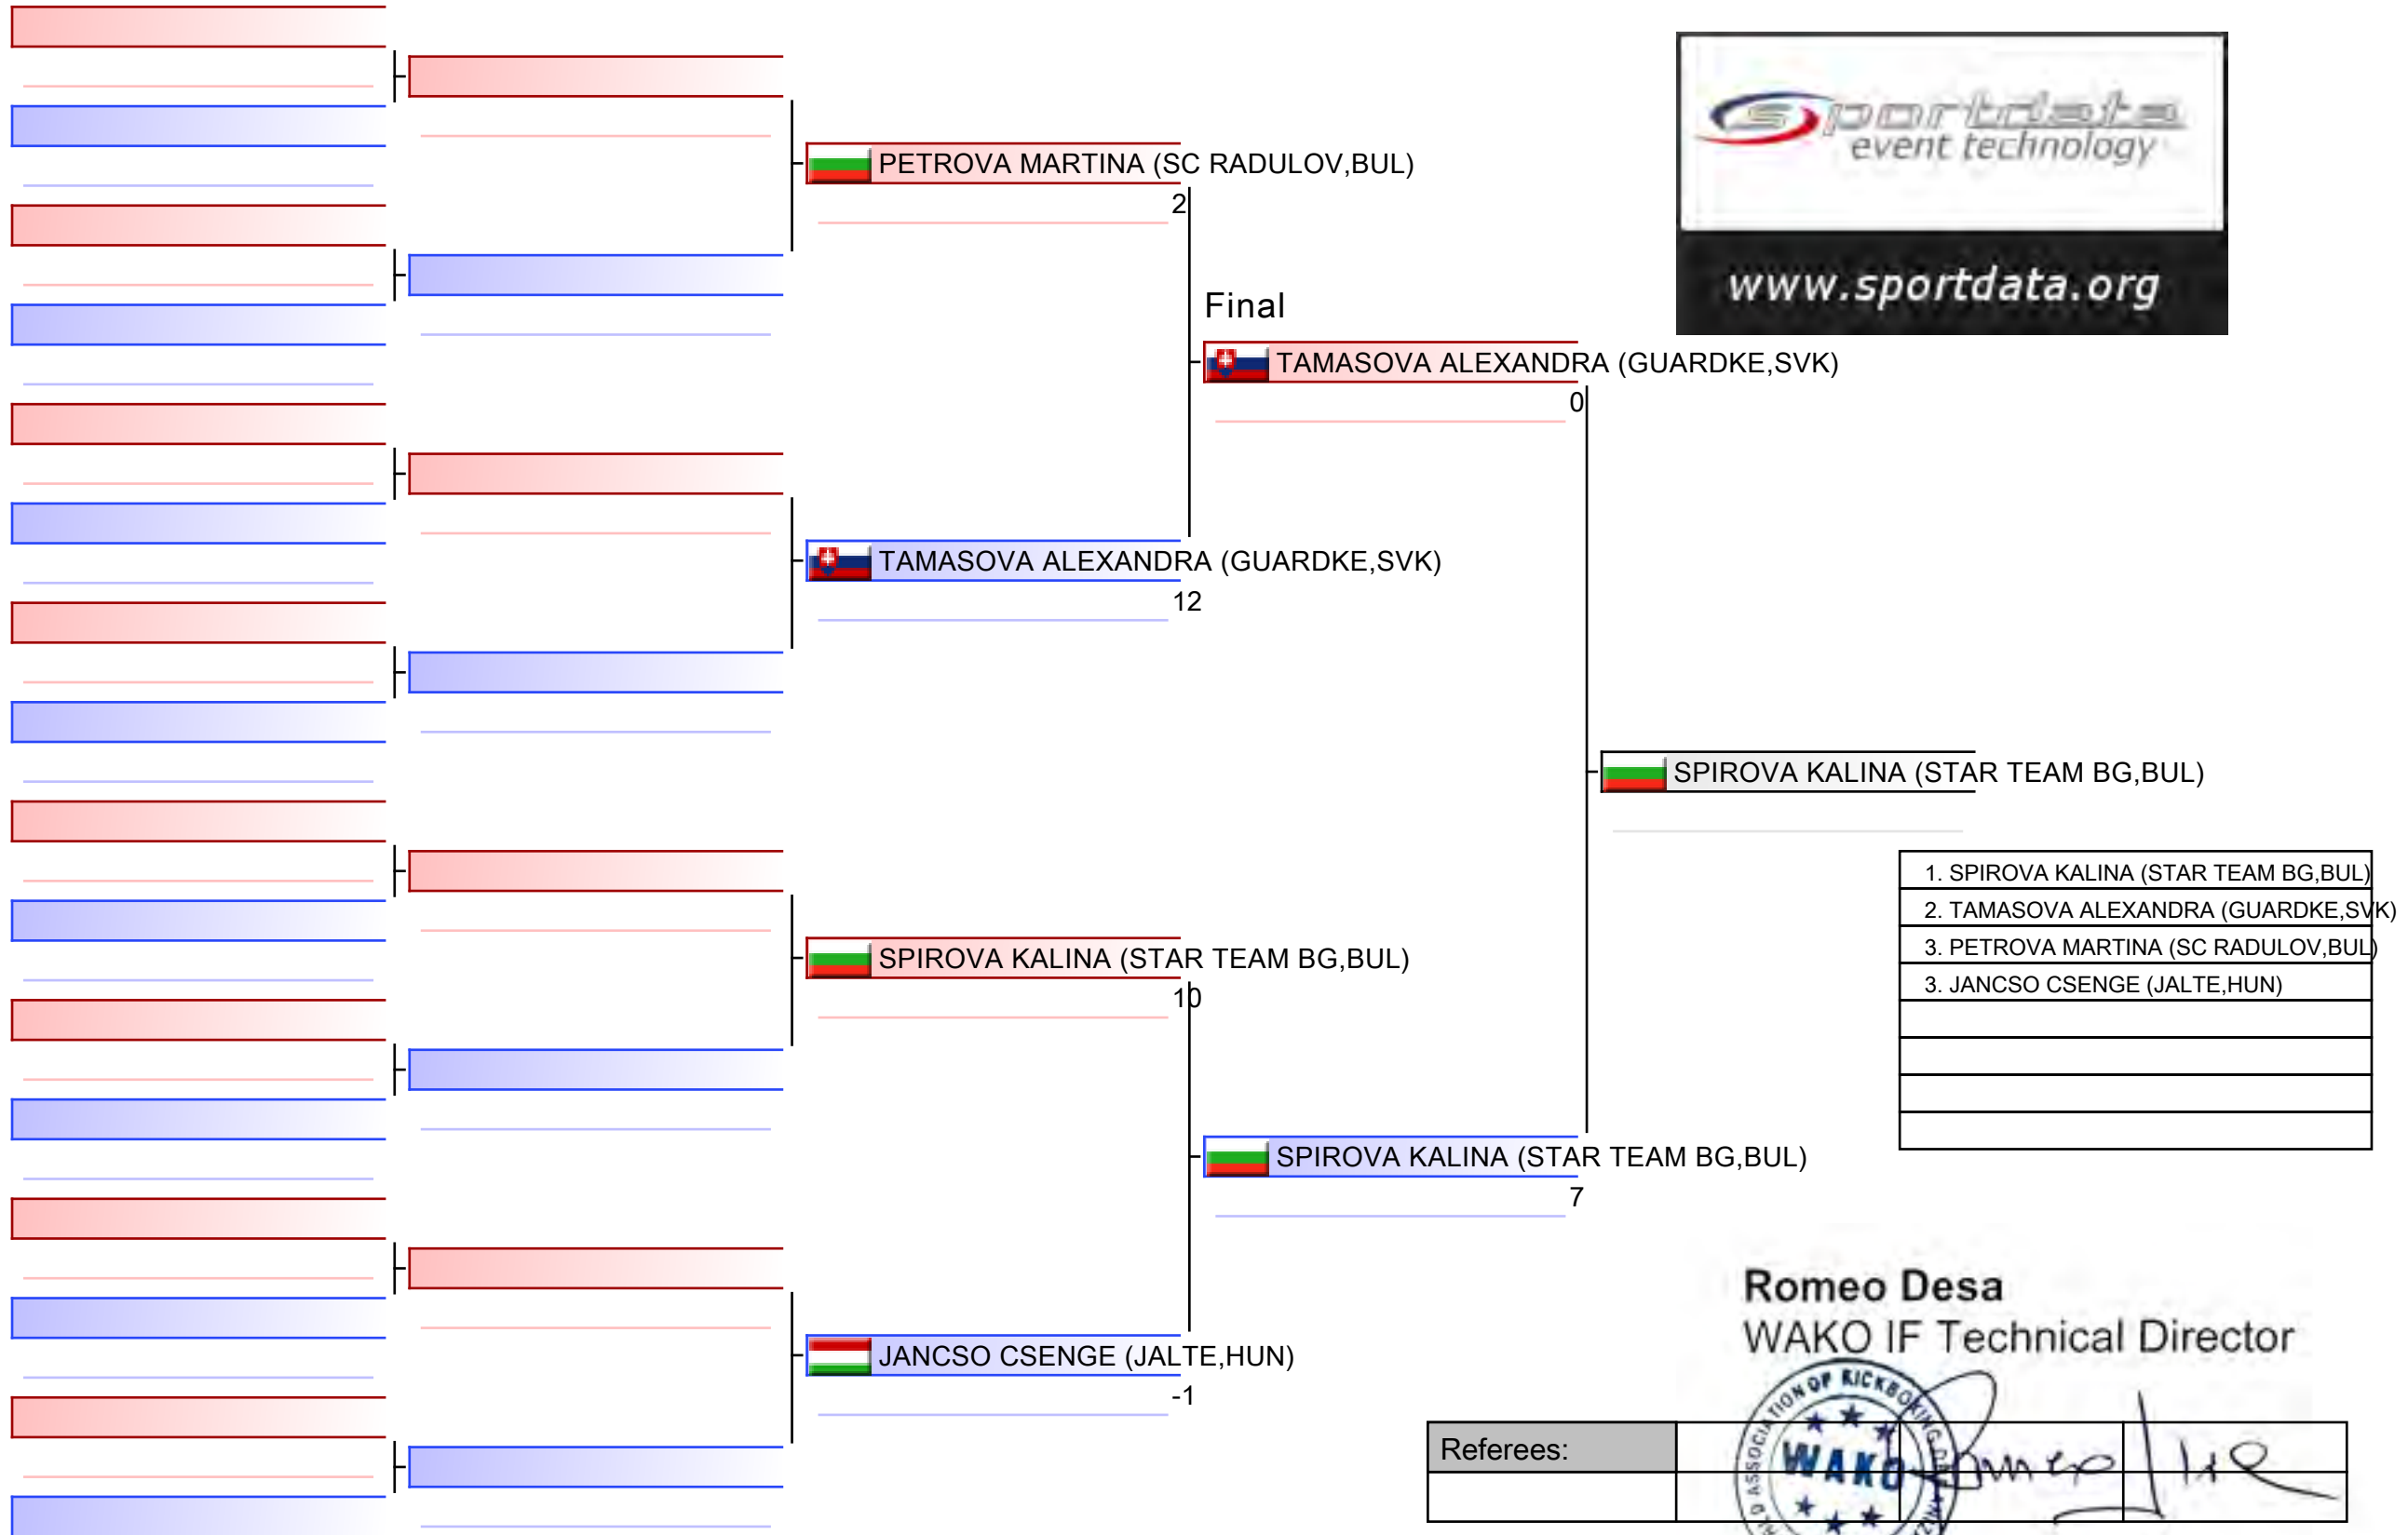 sportdata
event technology
www.sportdata.org
PETROVA MARTINA (SC RADULOV,BUL)
2
Final
TAMASOVA ALEXANDRA (GUARDKE,SVK)
0
TAMASOVA ALEXANDRA (GUARDKE,SVK)
12
SPIROVA KALINA (STAR TEAM BG,BUL)
1. SPIROVA KALINA (STAR TEAM BG,BUL)
2. TAMASOVA ALEXANDRA (GUARDKE,SVK)
3. PETROVA MARTINA (SC RADULOV,BUL)
3. JANCSO CSENGE (JALTE,HUN)
SPIROVA KALINA (STAR TEAM BG,BUL)
10
SPIROVA KALINA (STAR TEAM BG,BUL)
7
JANCSO CSENGE (JALTE,HUN)
-1
Romeo Desa
WAKO IF Technical Director
Referees:
ASSOCIATION OF KICKBOXING
WAKO